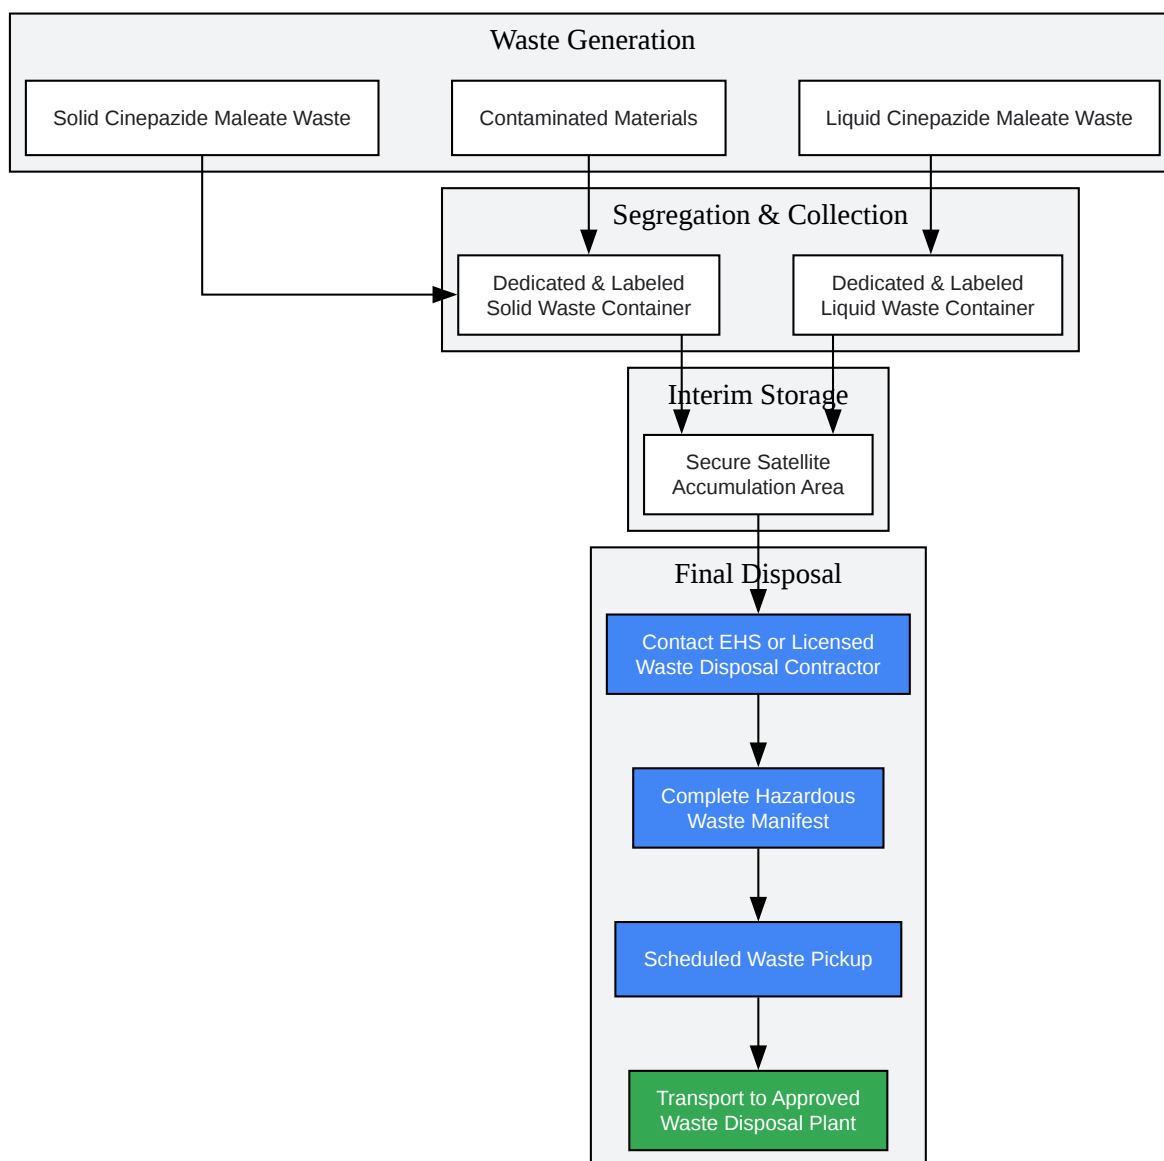 Waste Generation
Solid Cinepazide Maleate Waste
Contaminated Materials
Liquid Cinepazide Maleate Waste
Segregation & Collection
Dedicated & Labeled
Solid Waste Container
Dedicated & Labeled
Liquid Waste Container
Interim Storage
Secure Satellite
Accumulation Area
Final Disposal
Contact EHS or Licensed
Waste Disposal Contractor
Complete Hazardous
Waste Manifest
Scheduled Waste Pickup
Transport to Approved
Waste Disposal Plant